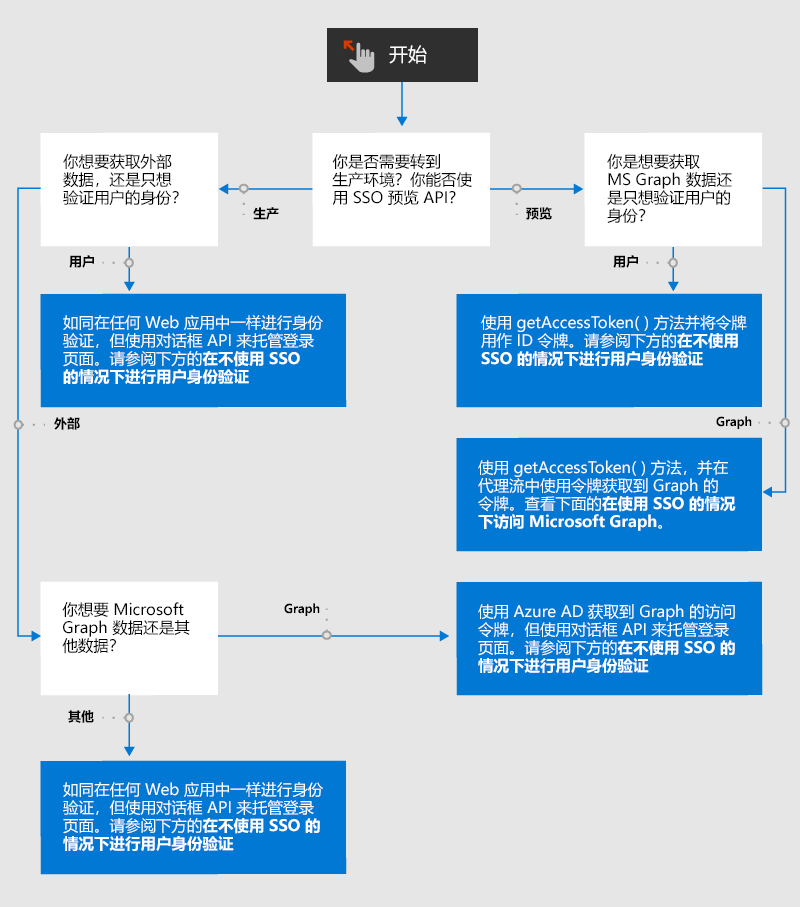 开始
你想要获取外部
数据，还是只想
验证用户的身份？
你是否需要转到
生产环境？你能否使
用 SSO 预览 API？
你是想要获取
MS Graph 数据还
是只想验证用户的
身份？
生产
预览
用户
用户
如同在任何 Web 应用中一样进行身份
验证，但使用对话框 API 来托管登录
页面。请参阅下方的在不使用 SSO
的情况下进行用户身份验证
使用 getAccessToken( ) 方法并将令牌
用作 ID 令牌。请参阅下方的在不使用
SSO 的情况下进行用户身份验证
外部
Graph
使用 getAccessToken( ) 方法，并在
代理流中使用令牌获取到 Graph 的
令牌。查看下面的在使用 SSO 的情况
下访问 Microsoft Graph。
你想要 Microsoft
Graph 数据还是其
他数据？
Graph
使用 Azure AD 获取到 Graph 的访问
令牌，但使用对话框 API 来托管登录
页面。请参阅下方的在不使用 SSO 的
情况下进行用户身份验证
其他
如同在任何 Web 应用中一样进行身份
验证，但使用对话框 API 来托管登录
页面。请参阅下方的在不使用 SSO 的
情况下进行用户身份验证